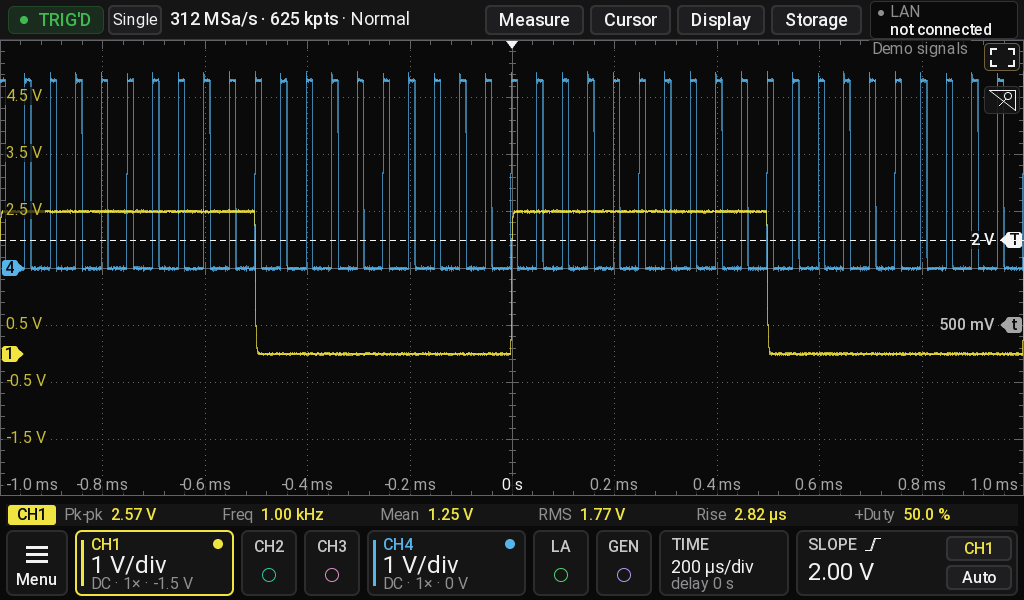 TRIG'D Single 312 MSa/s · 625 kpts · Normal Measure Cursor Display Storage LAN
not connected
Demo signals
4.5 V
3.5 V
2.5 V
2 V T
4
0.5 V 500 mV t
1
-0.5 V
-1.5 V
-1.0 ms -0.8 ms -0.6 ms -0.4 ms -0.2 ms 0 s 0.2 ms 0.4 ms 0.6 ms 0.8 ms 1.0 ms
CH1 Pk-pk 2.57 V Freq 1.00 kHz Mean 1.25 V RMS 1.77 V Rise 2.82 µs +Duty 50.0 %
Menu
CH1
1 V/div
DC · 1× · -1.5 V
CH2
CH3
CH4
1 V/div
DC · 1× · 0 V
LA
GEN
TIME
200 µs/div
delay 0 s
SLOPE
2.00 V
CH1
Auto